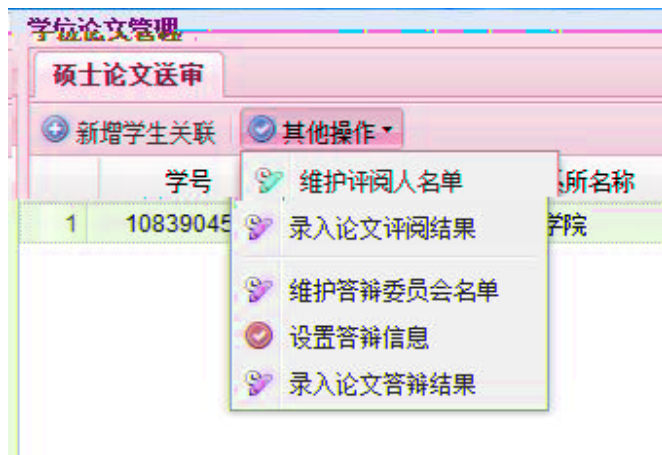 学位论文管理
硕士论文送审
新增学生关联 其他操作
学号 所名称
1 10839045 学院
维护评阅人名单
录入论文评阅结果
维护答辩委员会名单
设置答辩信息
录入论文答辩结果